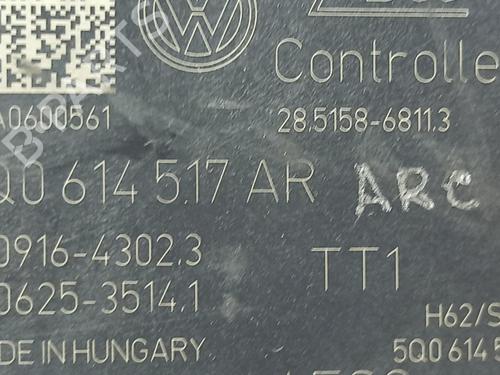 Controlle
A0600561
28.5158-6811.3
Q0 614 517 AR ARC
0916-4302.3
TT1
0625-3514.1
H62/S
DE IN HUNGARY
5Q0 614 5